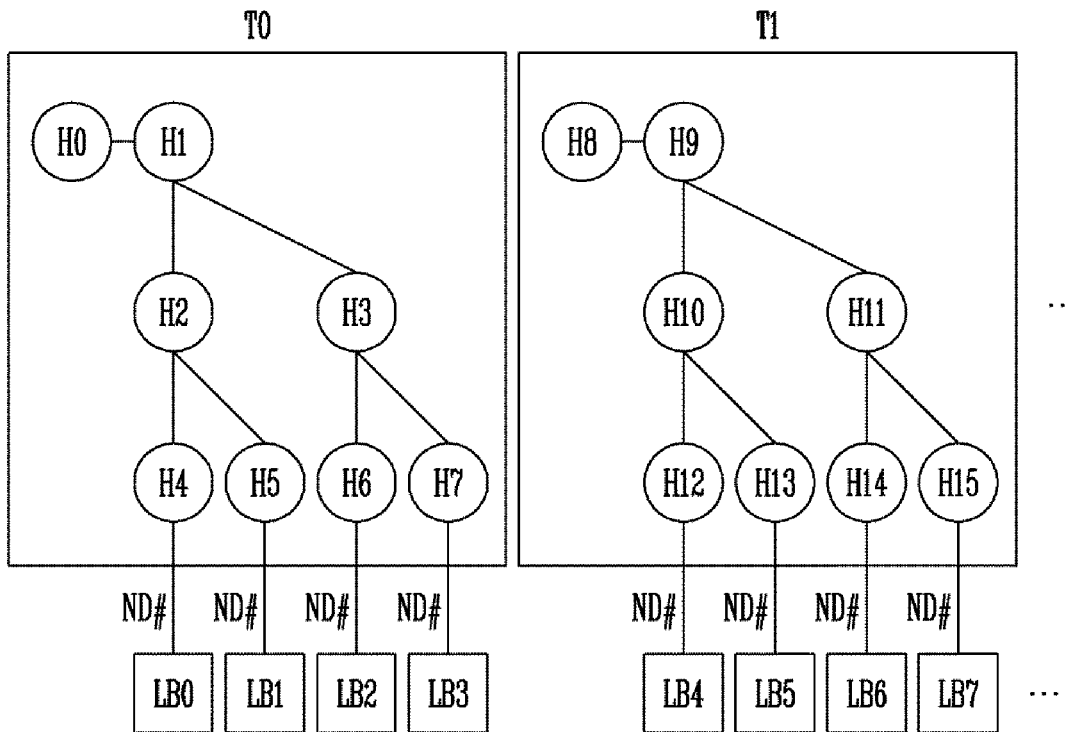 T0 T1
H0 H1 H8 H9
H2 H3 H10 H11 ..
H4 H5 H6 H7 H12 H13 H14 H15
ND# ND# ND# ND# ND# ND# ND# ND#
LB0 LB1 LB2 LB3 LB4 LB5 LB6 LB7 ...